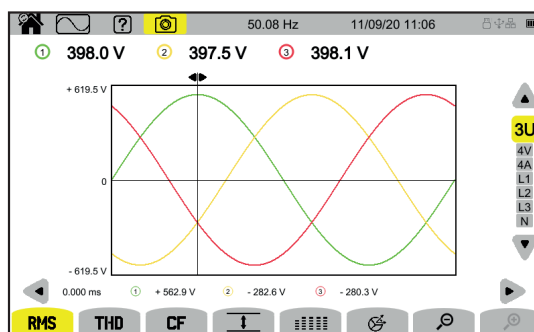 ? 50.08 Hz 11/09/20 11:06
1 398.0 V 2 397.5 V 3 398.1 V
+ 619.5 V
0
- 619.5 V
3U
4V
4A
L1
L2
L3
N
0.000 ms 1 + 562.9 V 2 - 282.6 V 3 - 280.3 V
RMS THD CF